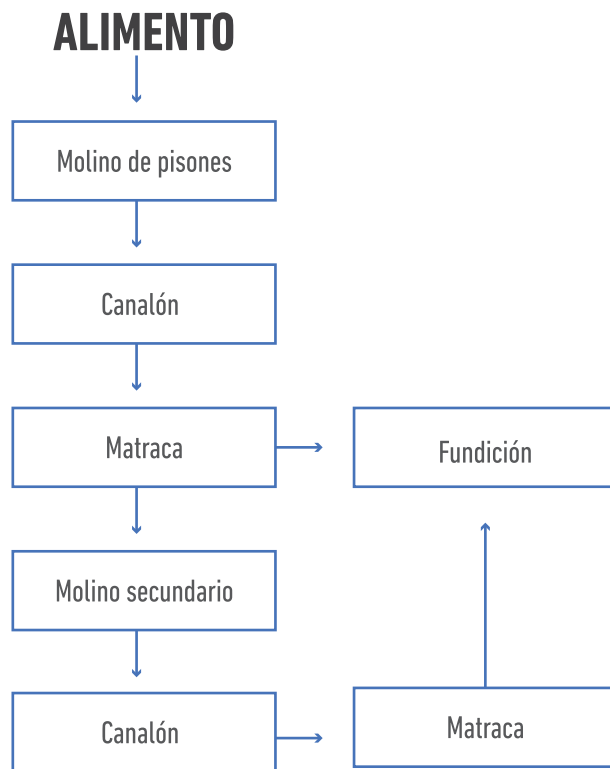 ALIMENTO
Molino de pisones
Canalón
Matraca
Fundición
Molino secundario
Canalón
Matraca